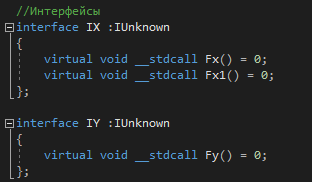 //Интерфейсы
interface IX :IUnknown
{
    virtual void __stdcall Fx() = 0;
    virtual void __stdcall Fx1() = 0;
};
interface IY :IUnknown
{
    virtual void __stdcall Fy() = 0;
};